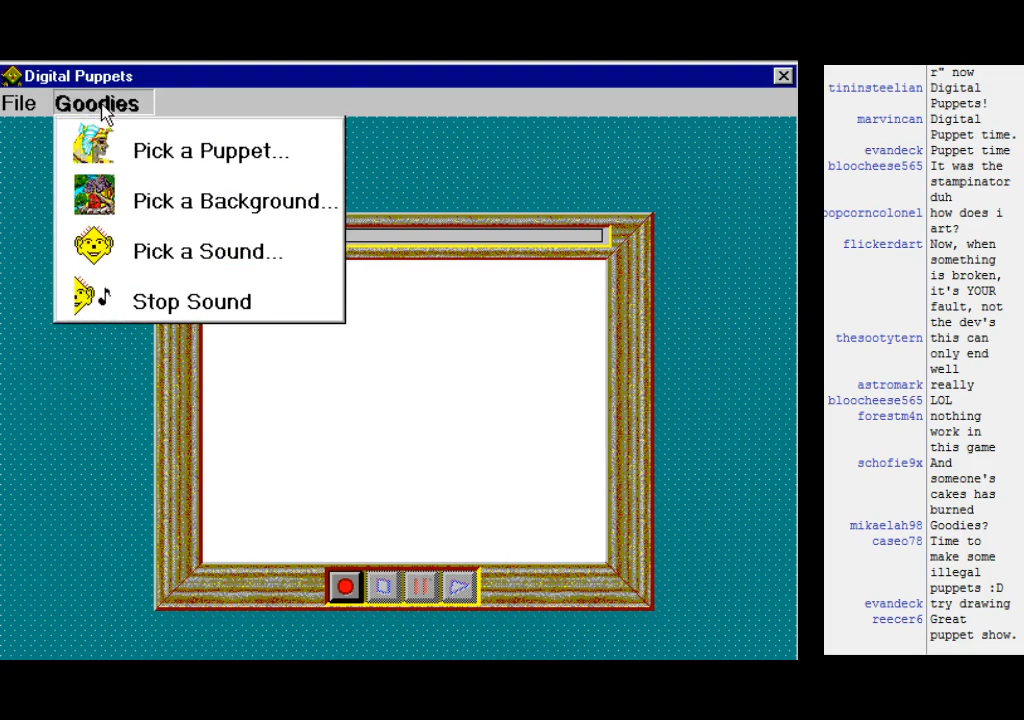 Digital Puppets
File Goodies
Pick a Puppet...
Pick a Background...
Pick a Sound...
Stop Sound
r" now
tininsteelian Digital
Puppets!
marvincan Digital
Puppet time.
evandeck Puppet time
bloocheese565 It was the
stampinator
duh
opcorncolonel how does i
art?
flickerdart Now, when
something
is broken,
it's YOUR
fault, not
the dev's
thesootytern this can
only end
well
astromark really
bloocheese565 LOL
forestm4n nothing
work in
this game
schofie9x And
someone's
cakes has
burned
mikaelah98 Goodies?
caseo78 Time to
make some
illegal
puppets :D
evandeck try drawing
reecer6 Great
puppet show.